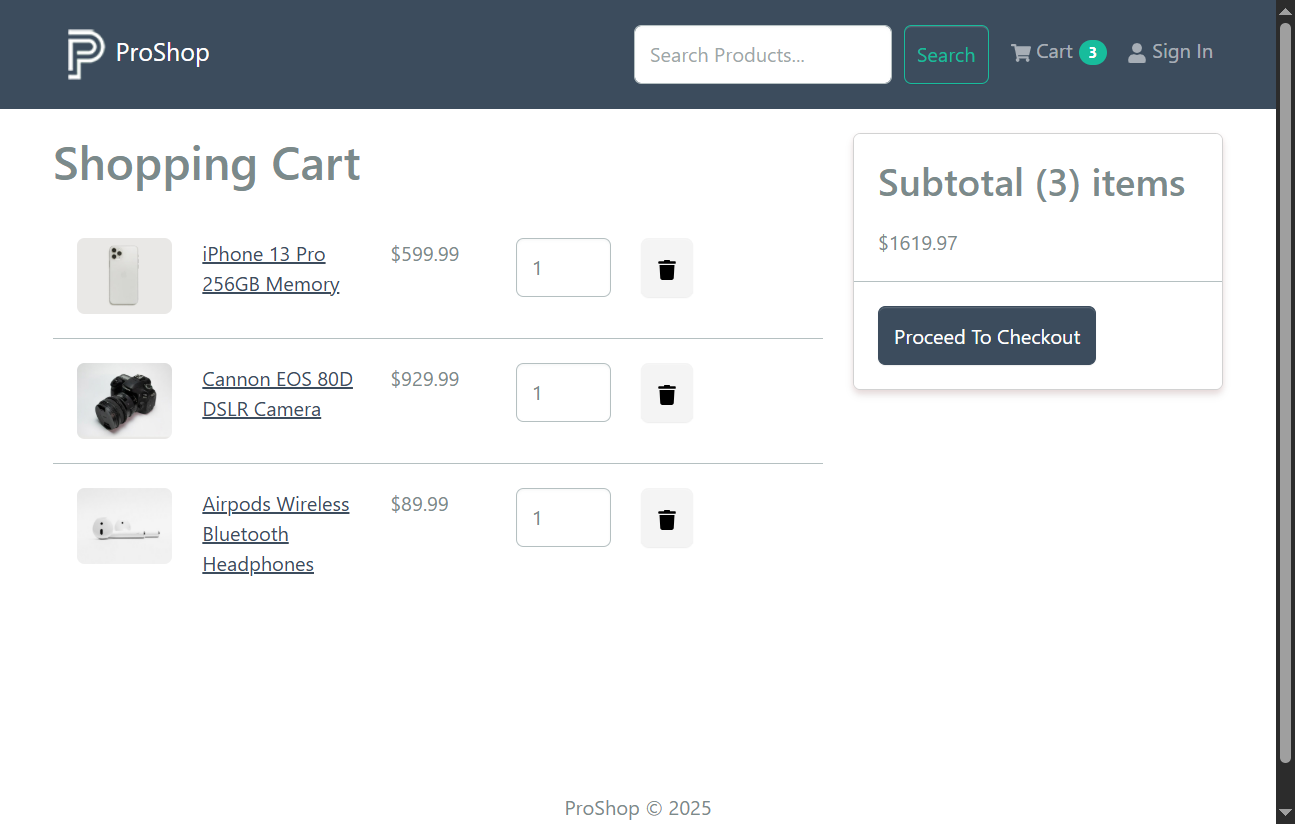 ProShop
Search Products...
Search
Cart 3
Sign In
Shopping Cart
iPhone 13 Pro
256GB Memory
$599.99
1
Cannon EOS 80D
DSLR Camera
$929.99
1
Airpods Wireless
Bluetooth
Headphones
$89.99
1
Subtotal (3) items
$1619.97
Proceed To Checkout
ProShop © 2025